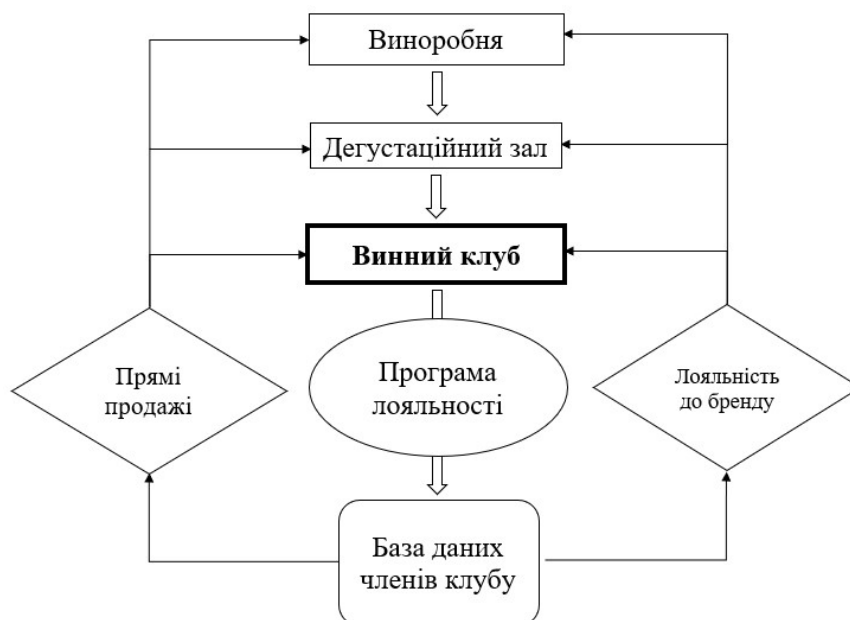 Виноробня
Дегустаційний зал
Винний клуб
Прямі
продажі
Програма
лояльності
Лояльність
до бренду
База даних
членів клубу